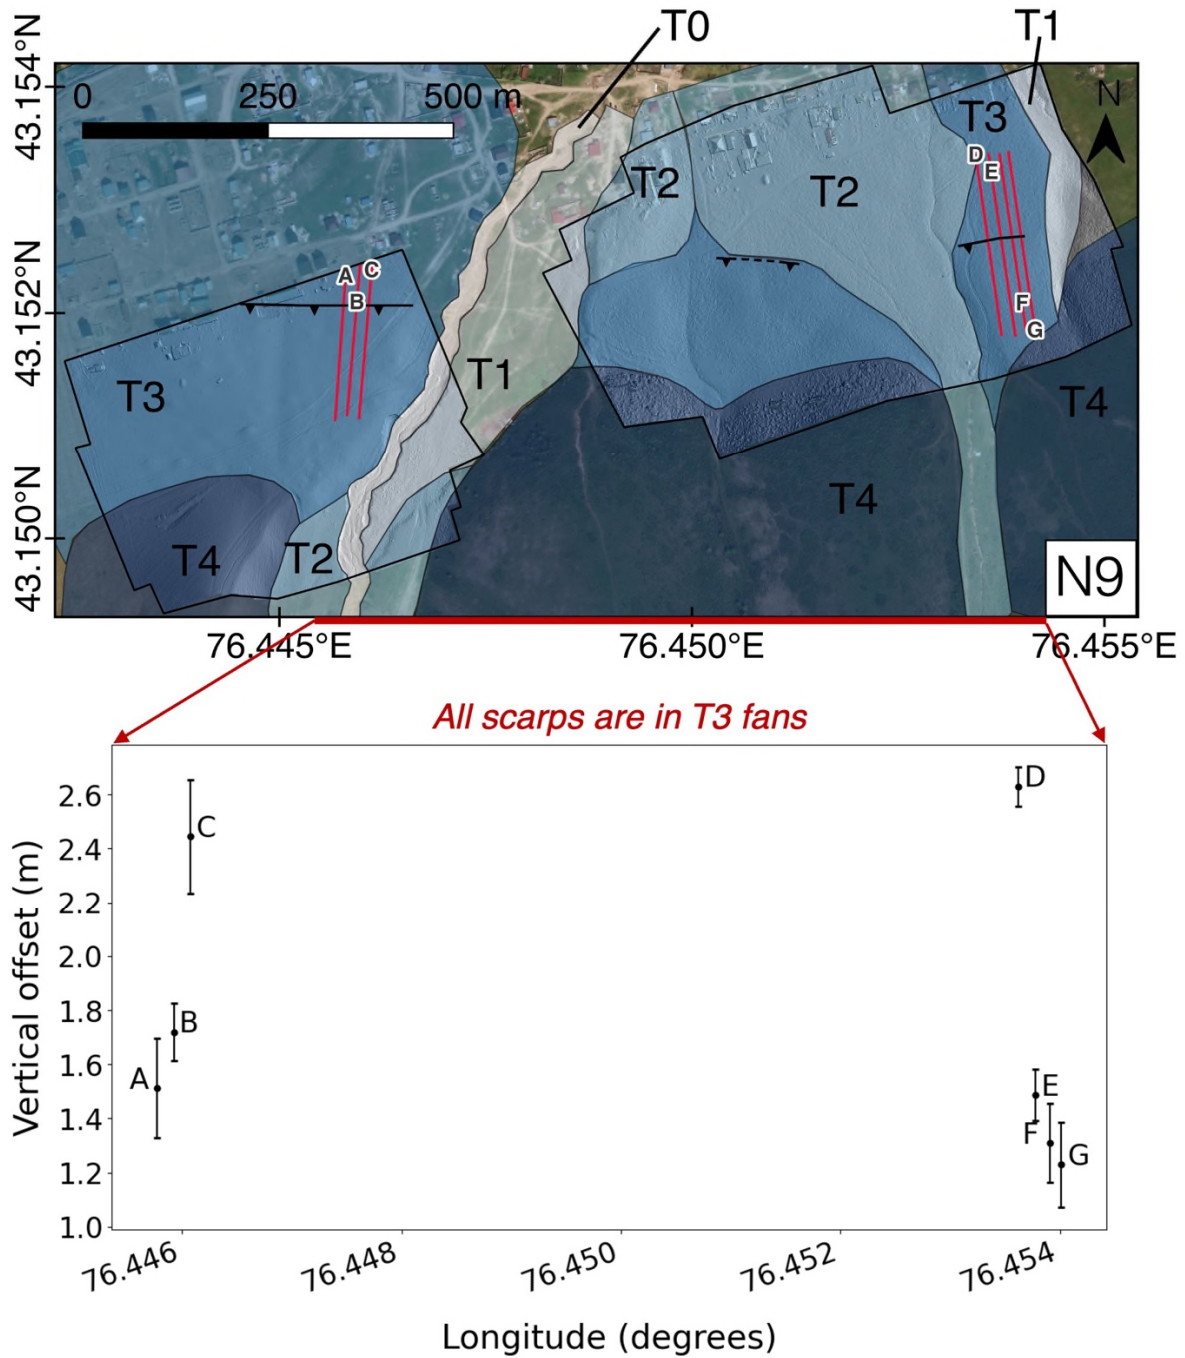 T0
T1
43.154°N
0 250 500 m
N
T3
D
E
T2
T2
43.152°N
A C
B
F
G
T3
T1
T4
43.150°N
T4
T4
T2
N9
76.445°E 76.450°E 76.455°E
All scarps are in T3 fans
Vertical offset (m)
2.6
D
C
2.4
2.2
2.0
1.8
B
1.6
A
E
1.4
F
G
1.2
1.0
76.446 76.448 76.450 76.452 76.454
Longitude (degrees)